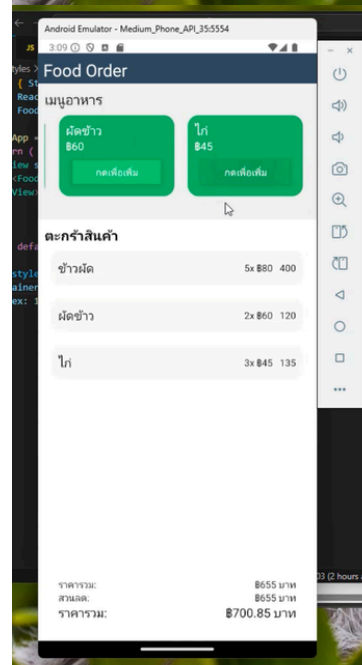 Android Emulator - Medium_Phone_API_35:5554
3:09
Food Order
เมนูอาหาร
ผัดข้าว
฿60
กดเพื่อเพิ่ม
ไก่
฿45
กดเพื่อเพิ่ม
ตะกร้าสินค้า
ข้าวผัด 5x ฿80 400
ผัดข้าว 2x ฿60 120
ไก่ 3x ฿45 135
ราคารวม: ฿655 บาท
ส่วนลด: ฿655 บาท
ราคารวม: ฿700.85 บาท
JS
App
defa
(2 hours